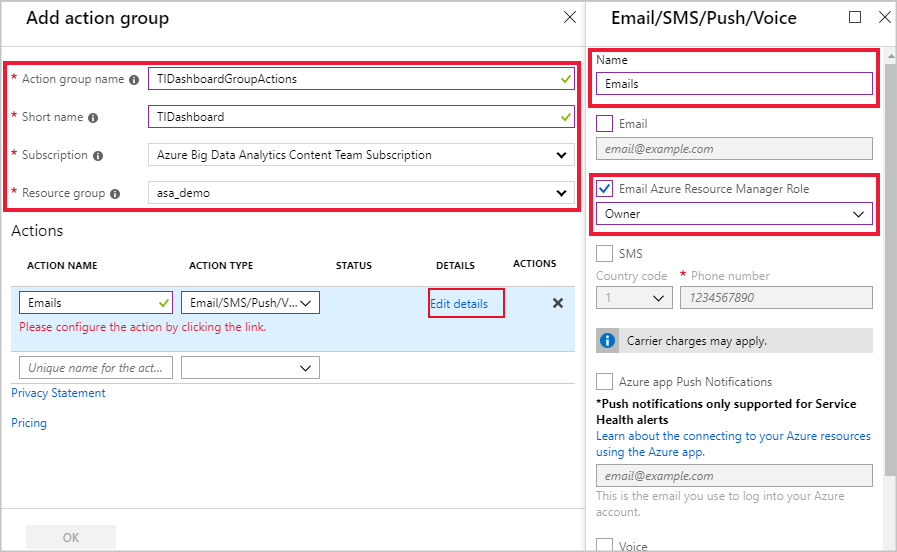 Add action group
* Action group name
TIDashboardGroupActions
* Short name
TIDashboard
* Subscription
Azure Big Data Analytics Content Team Subscription
* Resource group
asa_demo
Actions
ACTION NAME ACTION TYPE STATUS DETAILS ACTIONS
Emails Email/SMS/Push/V... Edit details
Please configure the action by clicking the link.
Unique name for the act...
Privacy Statement
Pricing
OK
Email/SMS/Push/Voice
Name
Emails
Email
email@example.com
Email Azure Resource Manager Role
Owner
SMS
Country code * Phone number
1 1234567890
Carrier charges may apply.
Azure app Push Notifications
*Push notifications only supported for Service
Health alerts
Learn about the connecting to your Azure resources
using the Azure app.
email@example.com
This is the email you use to log into your Azure
account.
Voice